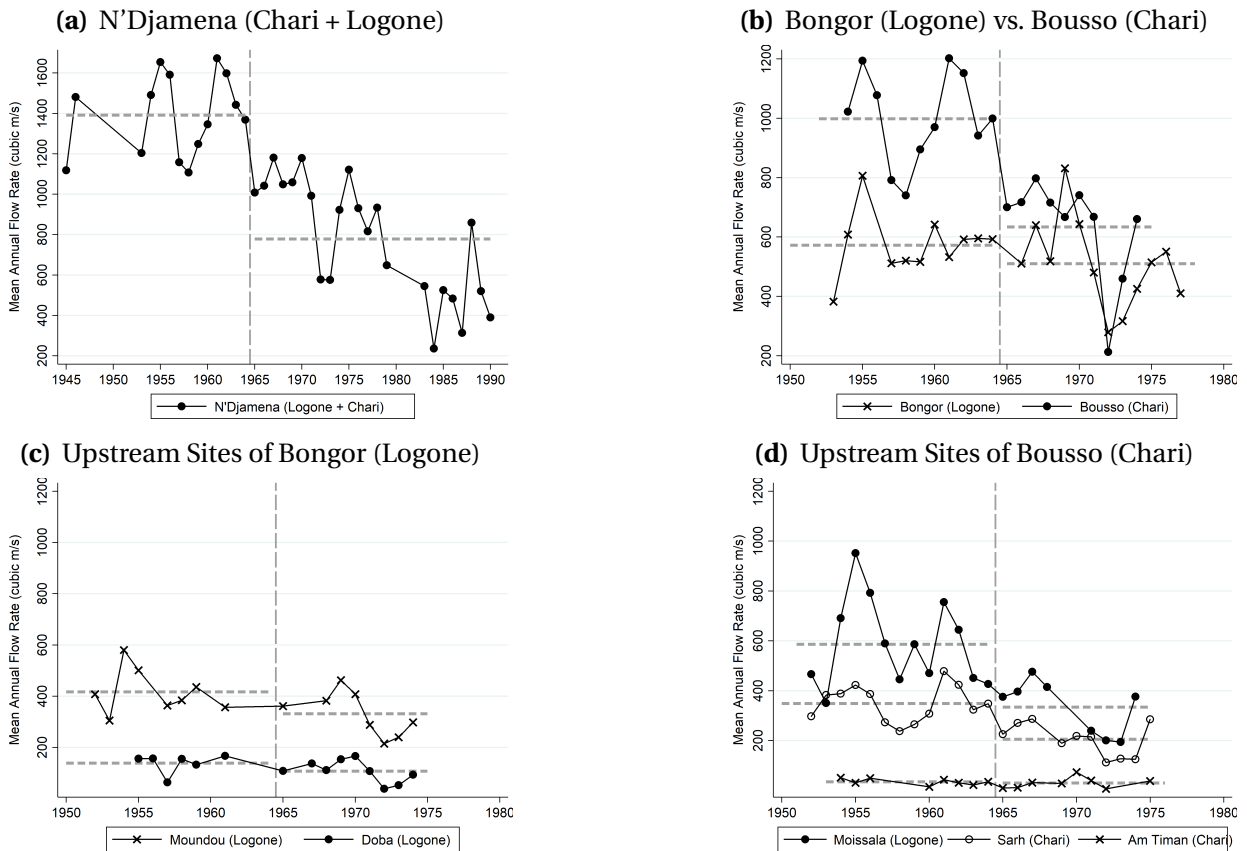 (a) N’Djamena (Chari + Logone)
Mean Annual Flow Rate (cubic m/s)
200 400 600 800 1000 1200 1400 1600
1945 1950 1955 1960 1965 1970 1975 1980 1985 1990
N'Djamena (Logone + Chari)
(b) Bongor (Logone) vs. Bousso (Chari)
Mean Annual Flow Rate (cubic m/s)
200 400 600 800 1000 1200
1950 1955 1960 1965 1970 1975 1980
Bongor (Logone) Bousso (Chari)
(c) Upstream Sites of Bongor (Logone)
Mean Annual Flow Rate (cubic m/s)
200 400 600 800 1000 1200
1950 1955 1960 1965 1970 1975 1980
Moundou (Logone) Doba (Logone)
(d) Upstream Sites of Bousso (Chari)
Mean Annual Flow Rate (cubic m/s)
200 400 600 800 1000 1200
1950 1955 1960 1965 1970 1975 1980
Moissala (Logone) Sarh (Chari) Am Timan (Chari)